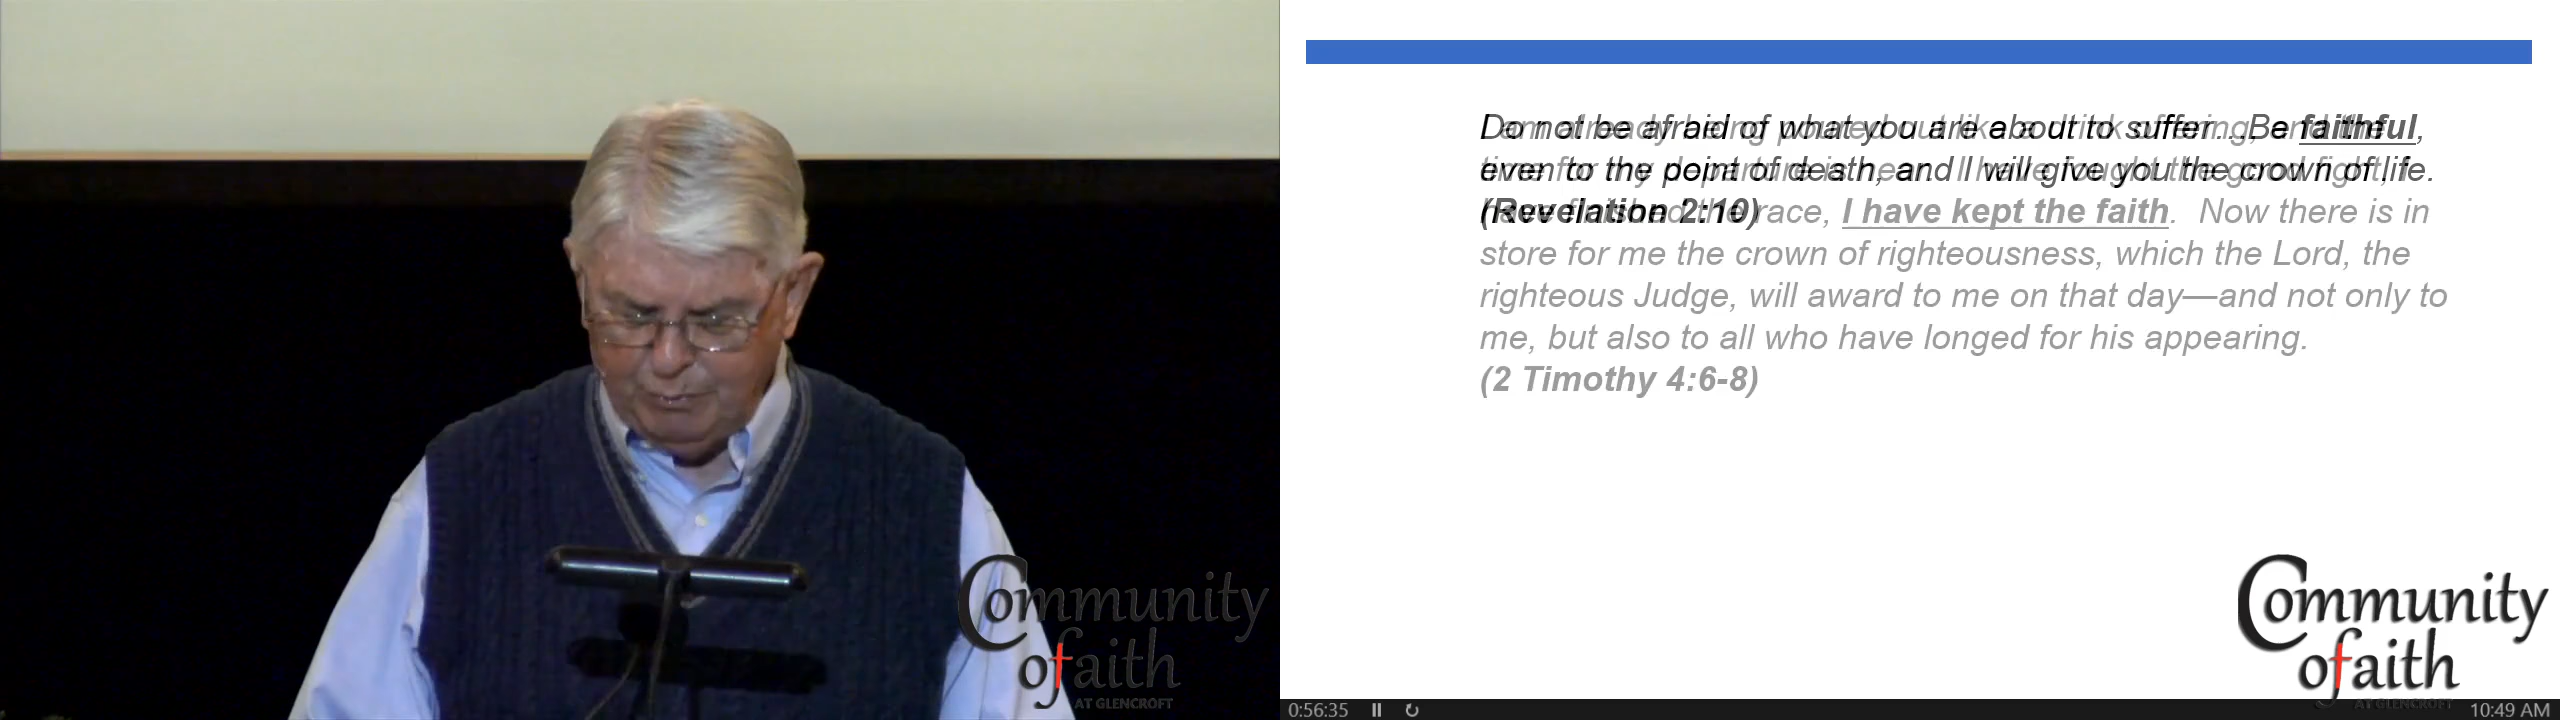 Do not be afraid of what you are about to suffer... Be faithful,
even to the point of death, and I will give you the crown of life.
(Revelation 2:10)
race, I have kept the faith. Now there is in
store for me the crown of righteousness, which the Lord, the
righteous Judge, will award to me on that day—and not only to
me, but also to all who have longed for his appearing.
(2 Timothy 4:6-8)
Community
of faith
AT GLENCROFT
Community
of faith
AT GLENCROFT
0:56:35
10:49 AM